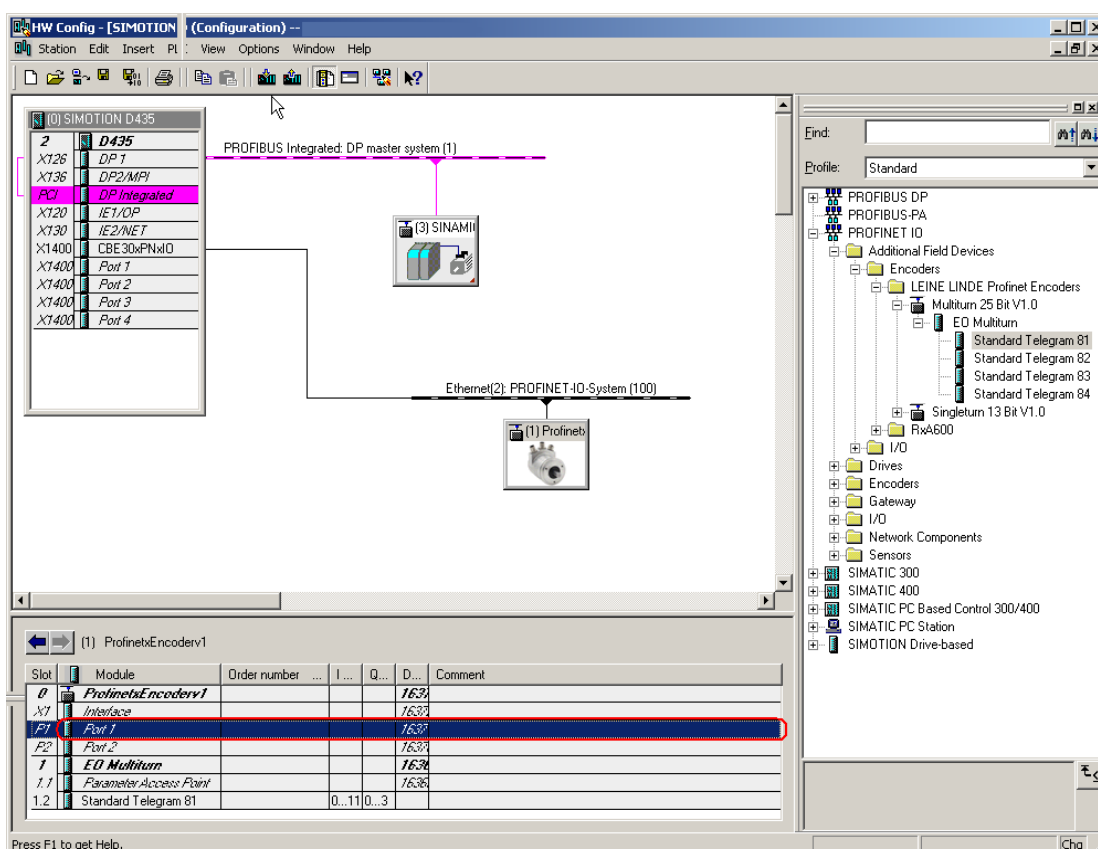 HW Config - [SIMOTION (Configuration) --
Station Edit Insert Pl View Options Window Help
(0) SIMOTION D435
2 D435
X126 DP 1
X136 DP2/MPI
PCI DP Integrated
X120 IE1/OP
X130 IE2/NET
X1400 CBE30xPNxIO
X1400 Port 1
X1400 Port 2
X1400 Port 3
X1400 Port 4
PROFIBUS Integrated: DP master system (1)
(3) SINAMI
Ethernet(2): PROFINET-IO-System (100)
(1) Profinetx
Find:
Profile: Standard
PROFIBUS DP
PROFIBUS-PA
PROFINET IO
Additional Field Devices
Encoders
LEINE LINDE Profinet Encoders
Multiturn 25 Bit V1.0
EO Multiturn
Standard Telegram 81
Standard Telegram 82
Standard Telegram 83
Standard Telegram 84
Singleturn 13 Bit V1.0
RxA600
I/O
Drives
Encoders
Gateway
I/O
Network Components
Sensors
SIMATIC 300
SIMATIC 400
SIMATIC PC Based Control 300/400
SIMATIC PC Station
SIMOTION Drive-based
(1) ProfinetxEncoderv1
Slot Module Order number ... I ... Q... D... Comment
0 ProfinetxEncoderv1 1637
X1 Interface 1637
P1 Port 1 1637
P2 Port 2 1637
1 EO Multiturn 1636
1.1 Parameter Access Point 1636
1.2 Standard Telegram 81 0...11 0...3
Press F1 to get Help. Chg